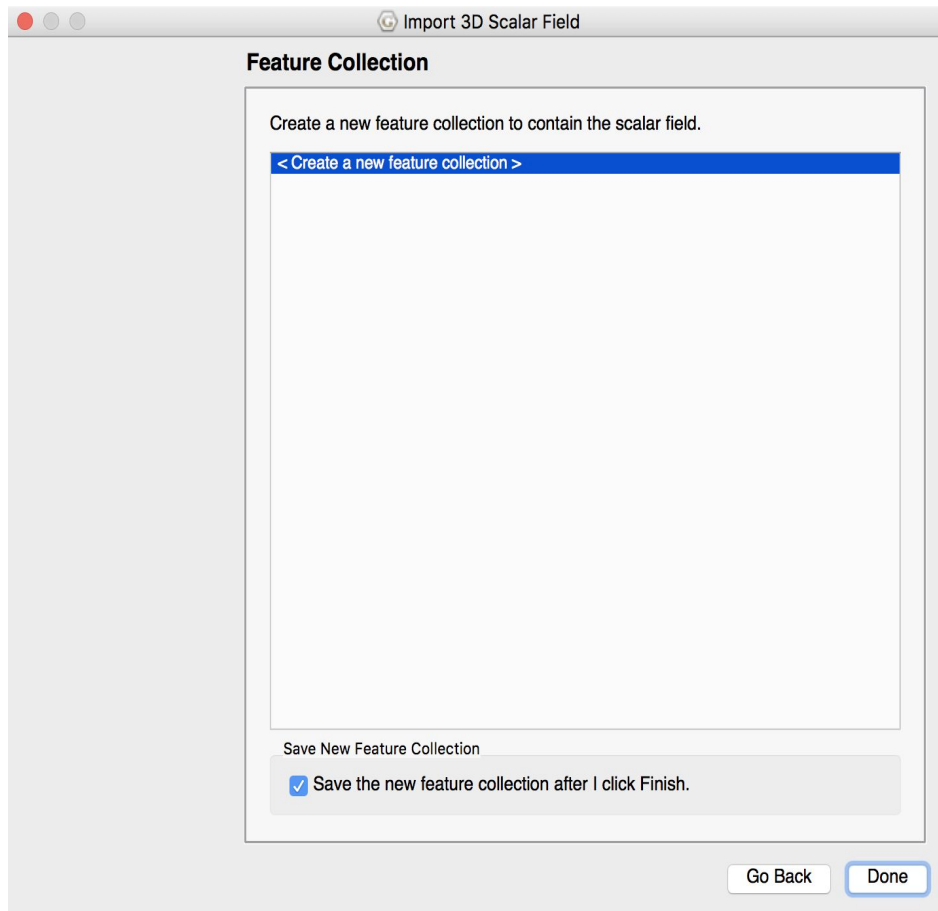 Import 3D Scalar Field
Feature Collection
Create a new feature collection to contain the scalar field.
< Create a new feature collection >
Save New Feature Collection
Save the new feature collection after I click Finish.
Go Back
Done